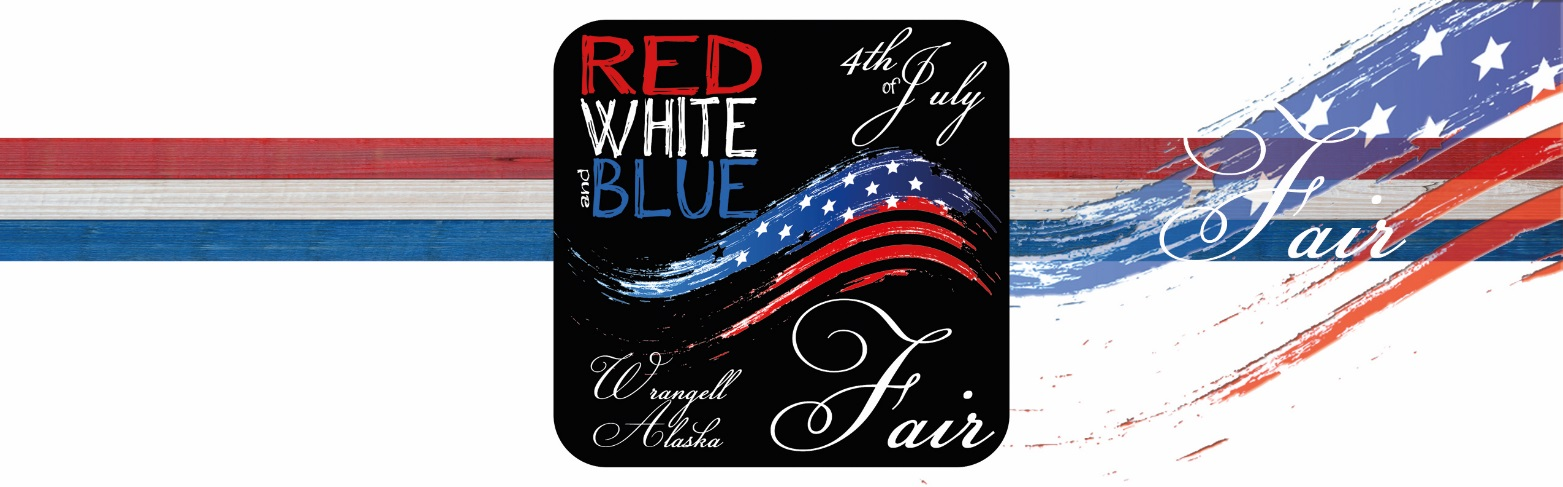 RED
WHITE
and
BLUE
4th
of
July
Wrangell
Alaska
Fair
Fair